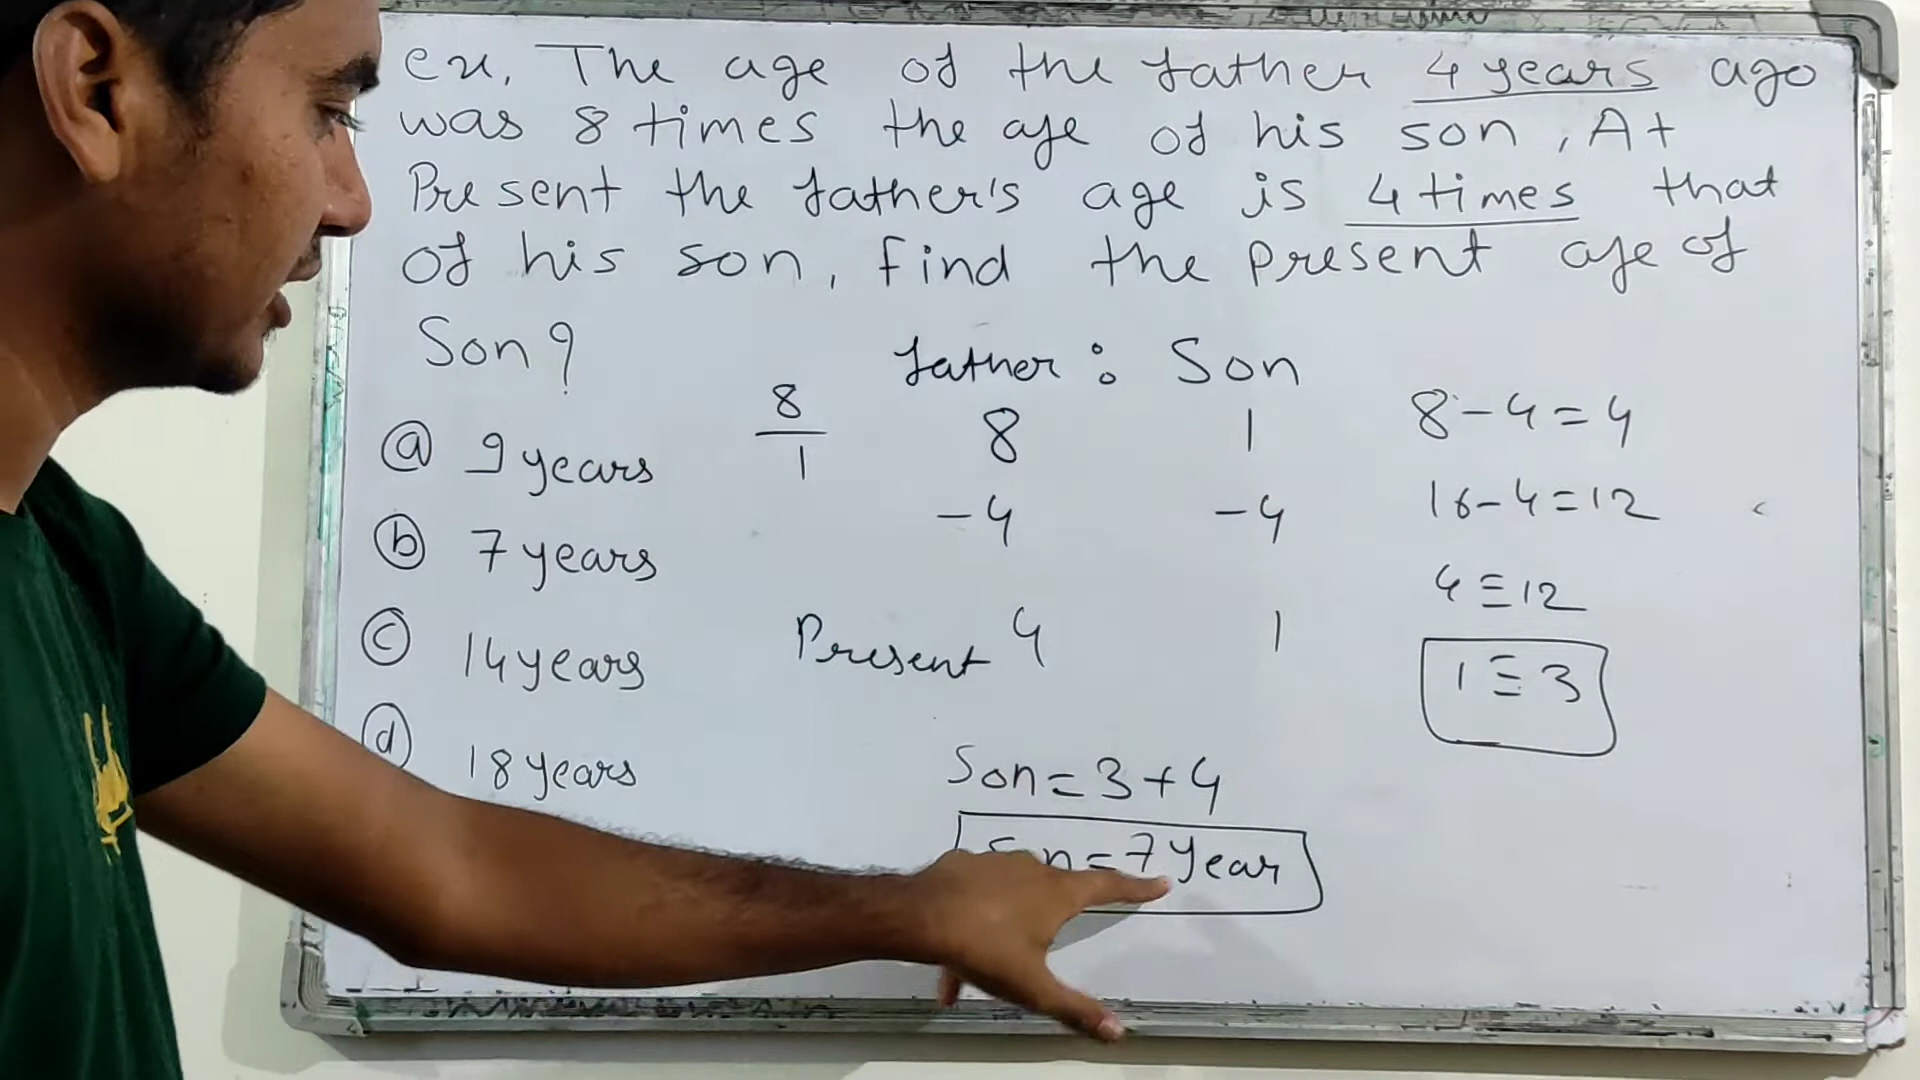 ex. The age of the father 4 years ago
was 8 times the age of his son, At
Present the father's age is 4 times that
of his son, find the present age of
Son?
father : Son
8/1 8 1 8-4=4
-4 -4 16-4=12
4≡12
Present 4 1
1≡3
ⓐ 9 years
ⓑ 7 years
ⓒ 14 years
ⓓ 18 years
Son = 3+4
Son = 7 Year